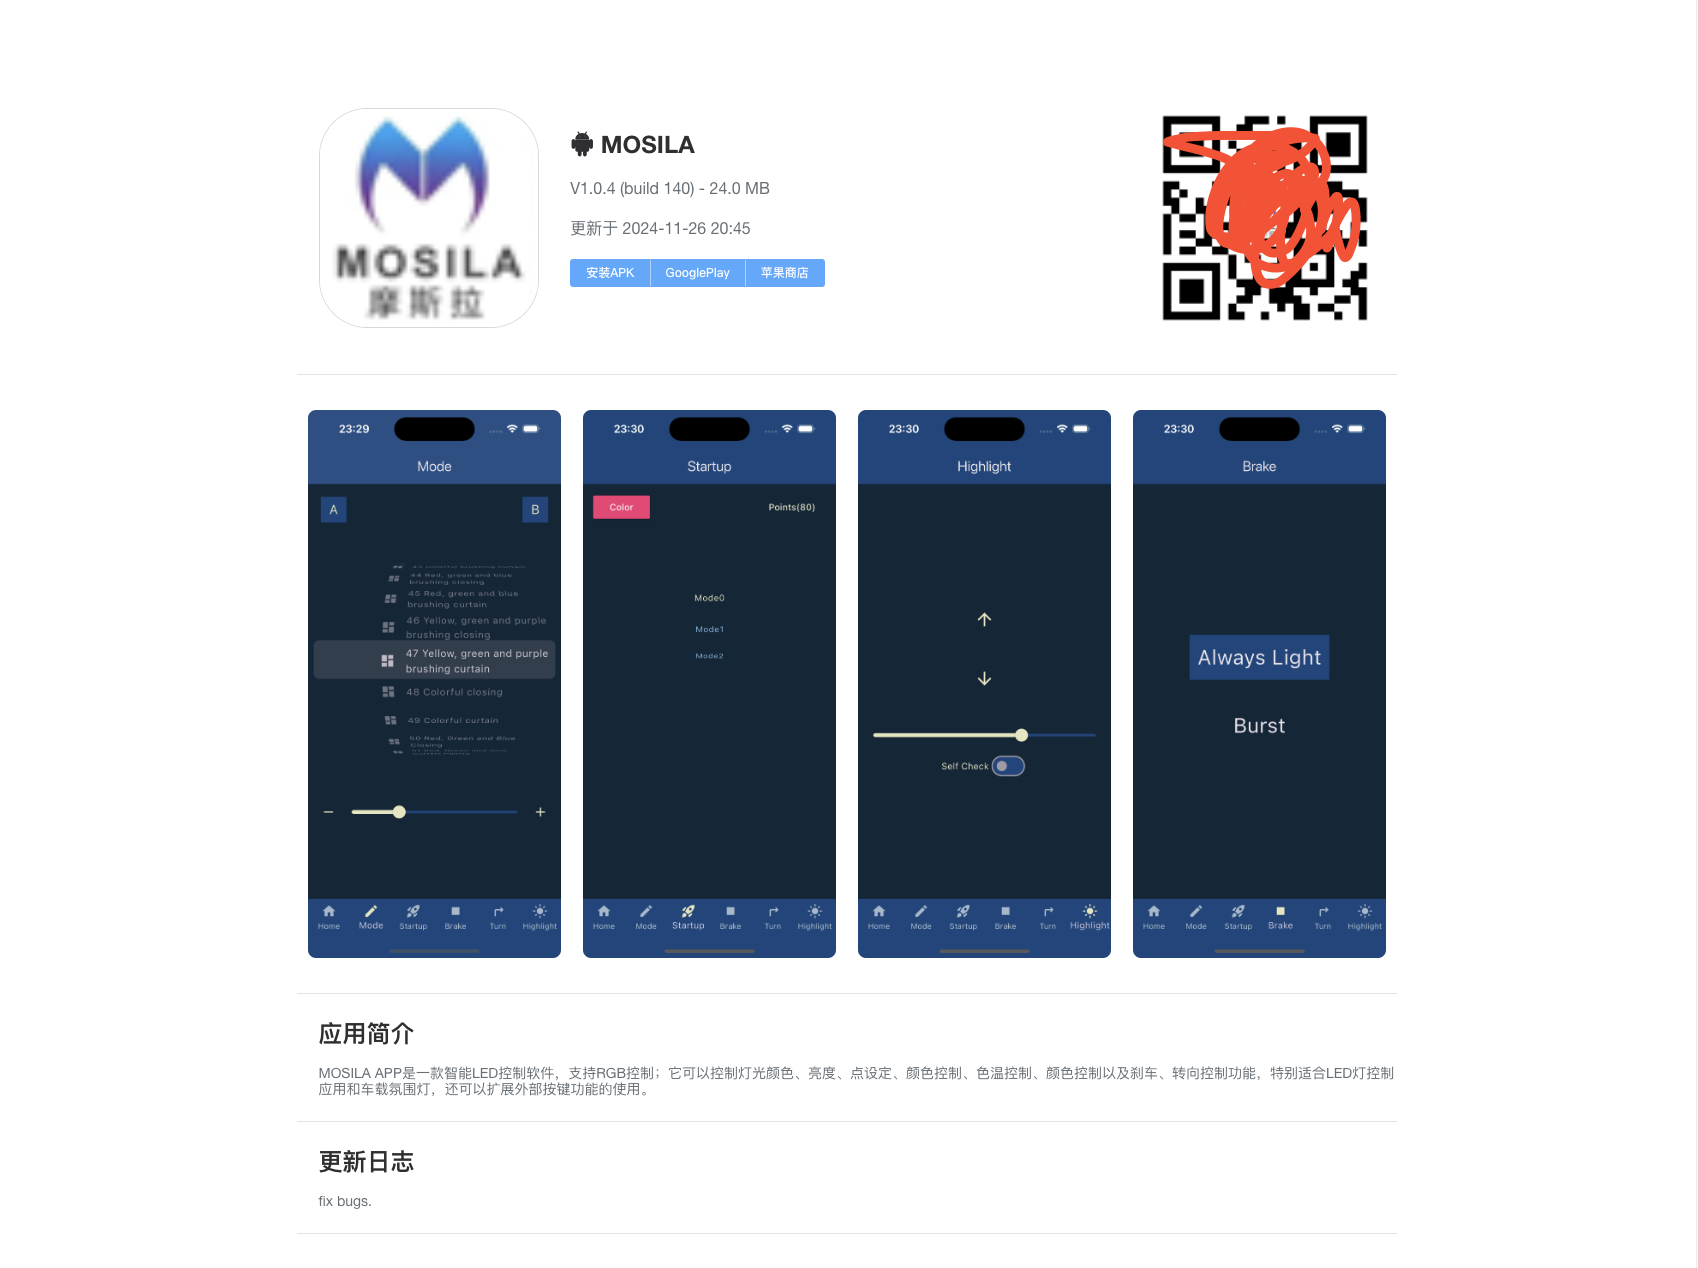 MOSILA
摩斯拉
MOSILA
V1.0.4 (build 140) - 24.0 MB
更新于 2024-11-26 20:45
安装APK GooglePlay 苹果商店
23:29
Mode
A B
44 Red, green and blue
brushing closing
45 Red, green and blue
brushing curtain
46 Yellow, green and purple
brushing closing
47 Yellow, green and purple
brushing curtain
48 Colorful closing
49 Colorful curtain
50 Red, Green and Blue
Closing
Home Mode Startup Brake Turn Highlight
23:30
Startup
Color Points(80)
Mode0
Mode1
Mode2
Home Mode Startup Brake Turn Highlight
23:30
Highlight
Self Check
Home Mode Startup Brake Turn Highlight
23:30
Brake
Always Light
Burst
Home Mode Startup Brake Turn Highlight
应用简介
MOSILA APP是一款智能LED控制软件，支持RGB控制；它可以控制灯光颜色、亮度、点设定、颜色控制、色温控制、颜色控制以及刹车、转向控制功能，特别适合LED灯控制
应用和车载氛围灯，还可以扩展外部按键功能的使用。
更新日志
fix bugs.